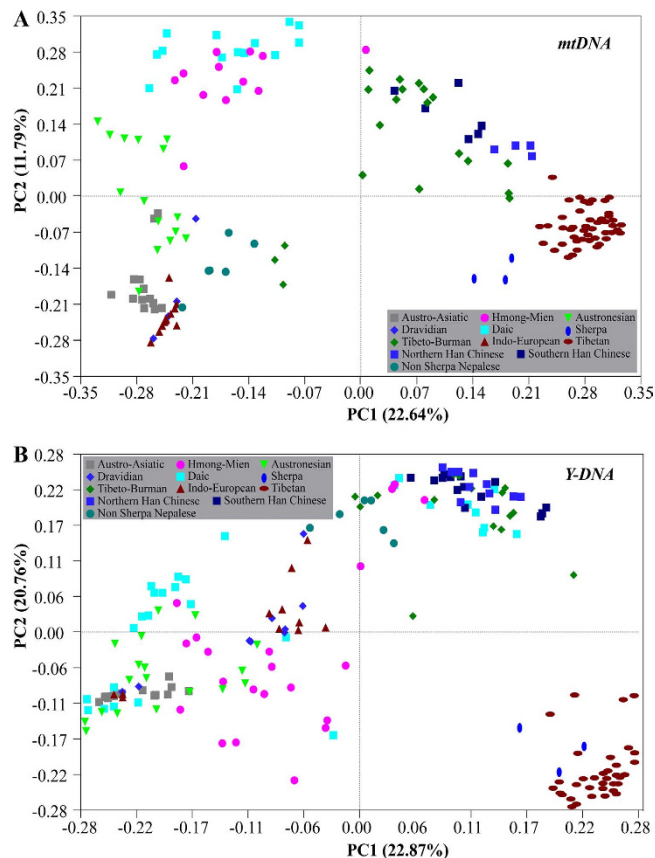 A
mtDNA
0.35
0.28
0.21
0.14
0.07
0.00
-0.07
-0.14
-0.21
-0.28
-0.35
PC2 (11.79%)
Austro-Asiatic Hmong-Mien Austronesian
Dravidian Daic Sherpa
Tibeto-Burman Indo-European Tibetan
Northern Han Chinese Southern Han Chinese
Non Sherpa Nepalese
-0.35 -0.28 -0.21 -0.14 -0.07 0.00 0.07 0.14 0.21 0.28 0.35
PC1 (22.64%)
B
Y-DNA
0.28
0.22
0.17
0.11
0.06
0.00
-0.06
-0.11
-0.17
-0.22
-0.28
PC2 (20.76%)
Austro-Asiatic Hmong-Mien Austronesian
Dravidian Daic Sherpa
Tibeto-Burman Indo-European Tibetan
Northern Han Chinese Southern Han Chinese
Non Sherpa Nepalese
-0.28 -0.22 -0.17 -0.11 -0.06 0.00 0.06 0.11 0.17 0.22 0.28
PC1 (22.87%)